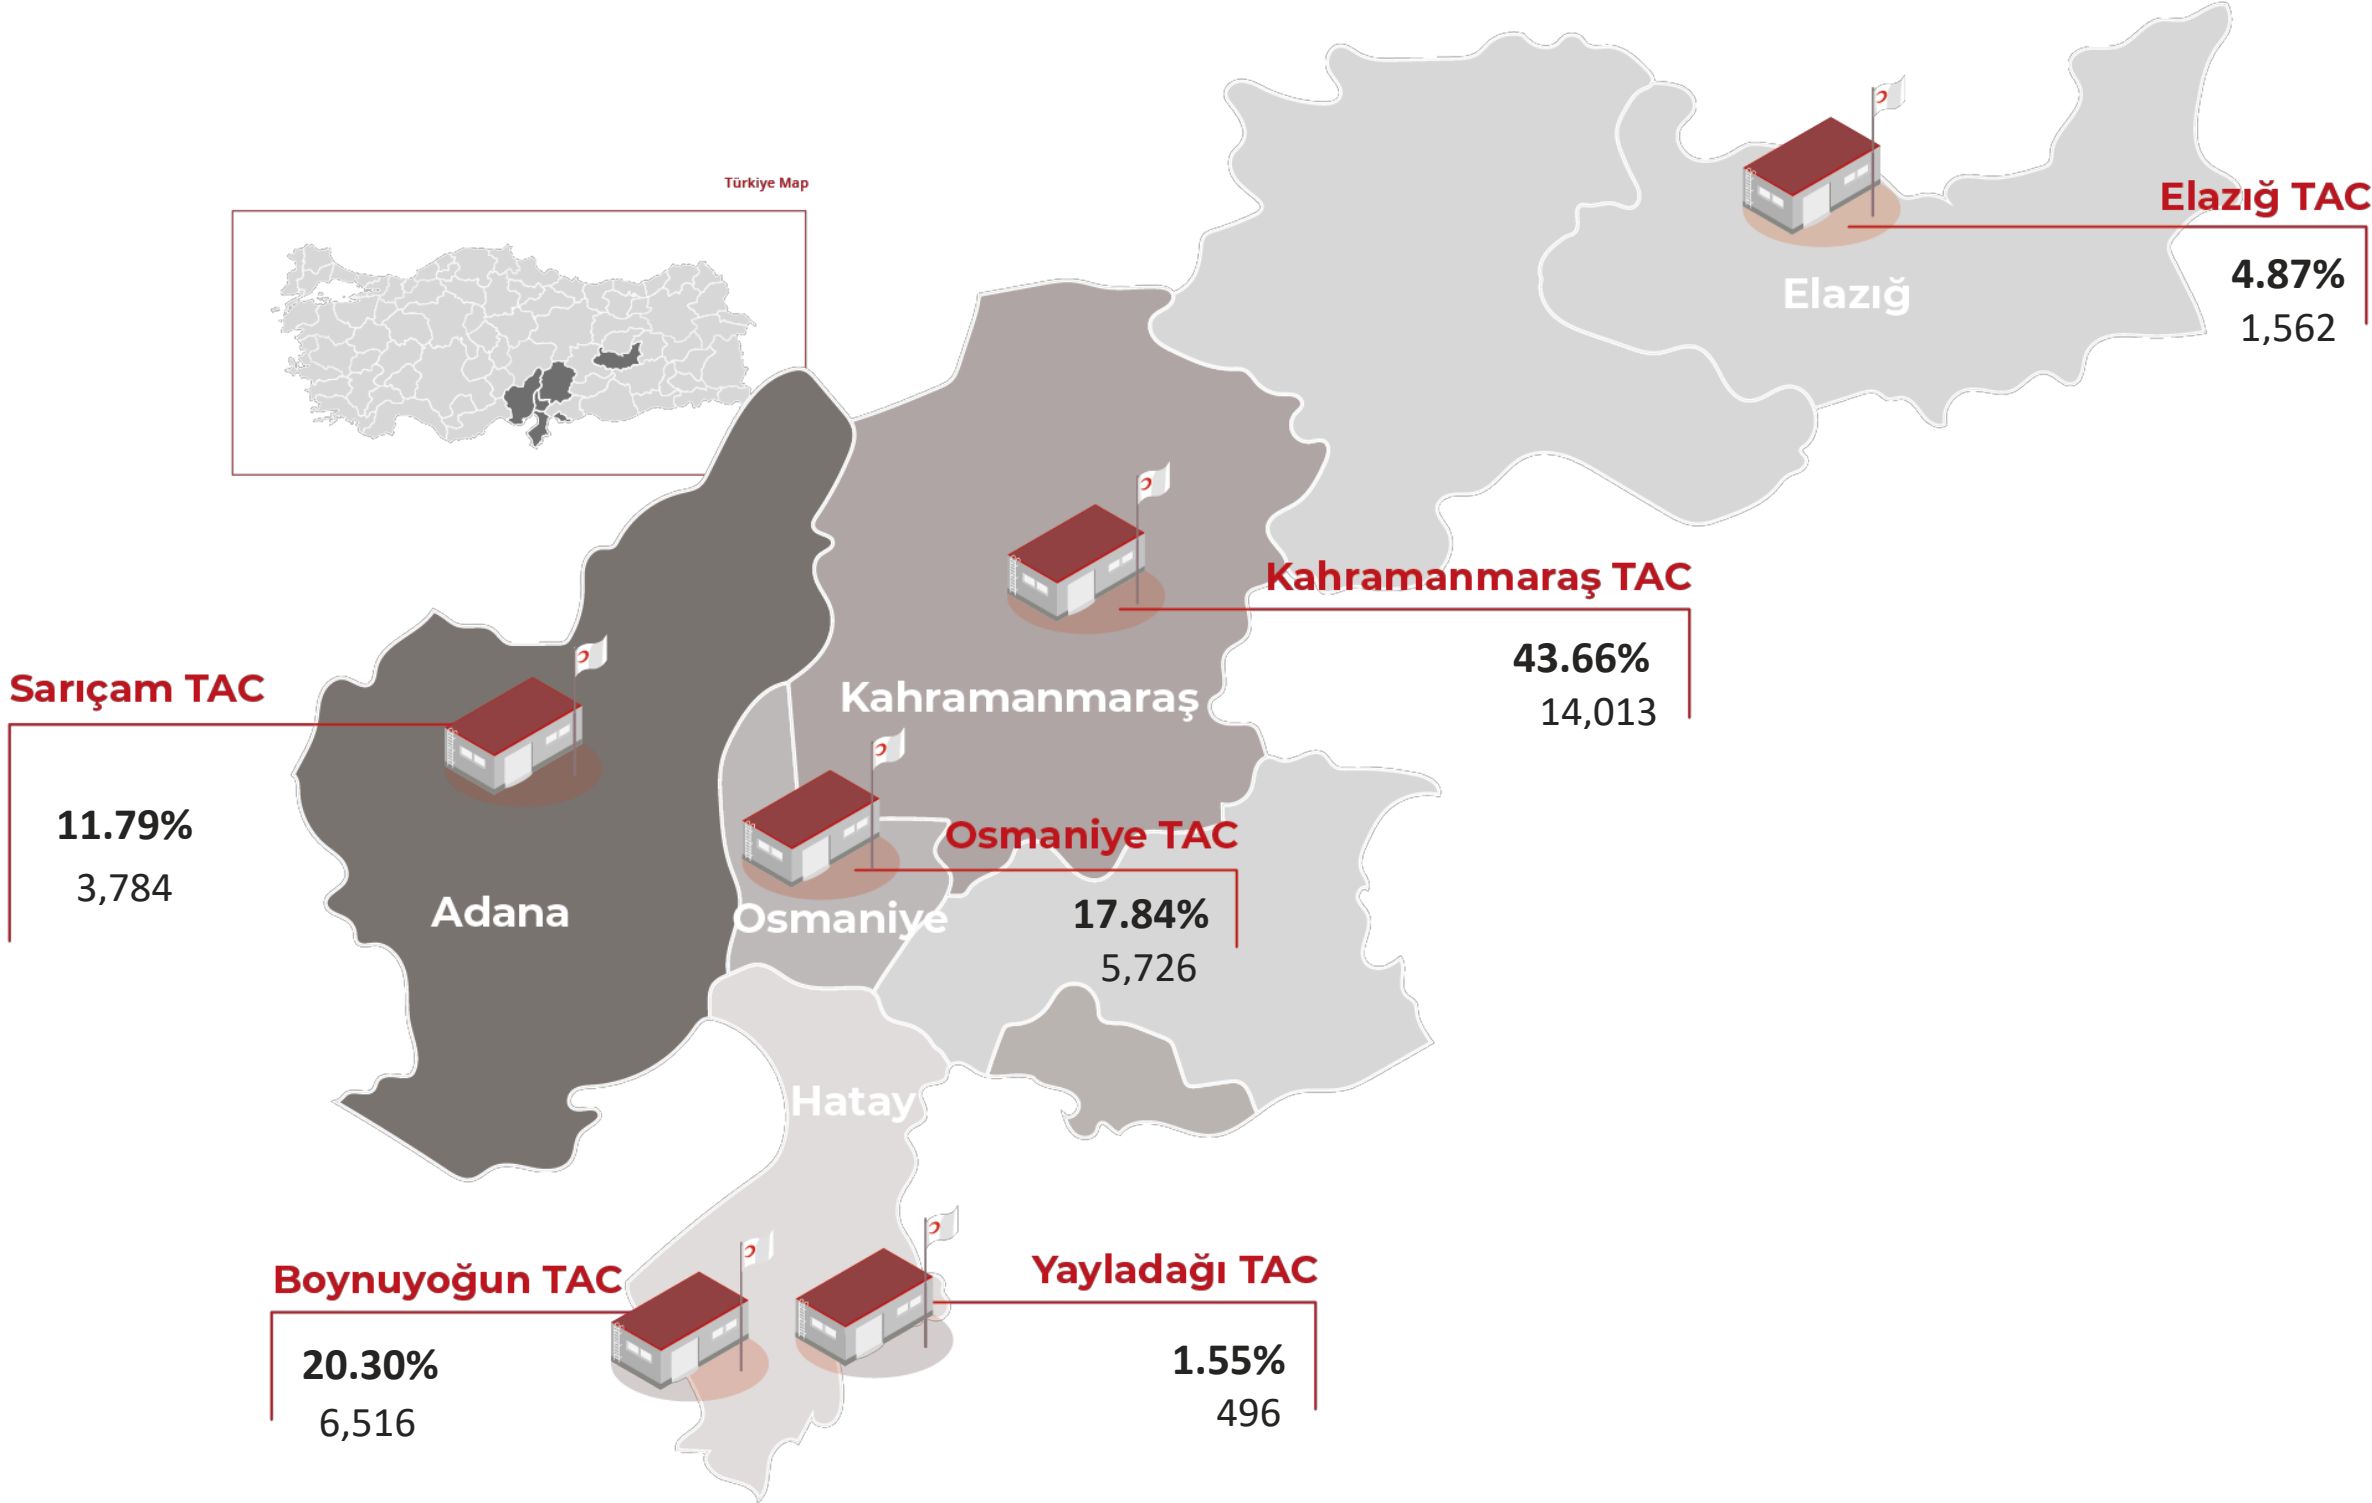 Türkiye Map
Elazığ TAC
4.87%
1,562
Elazığ
Kahramanmaraş TAC
43.66%
14,013
Kahramanmaraş
Sarıçam TAC
11.79%
3,784
Adana
Osmaniye TAC
17.84%
5,726
Osmaniye
Hatay
Boynuyoğun TAC
20.30%
6,516
Yayladağı TAC
1.55%
496